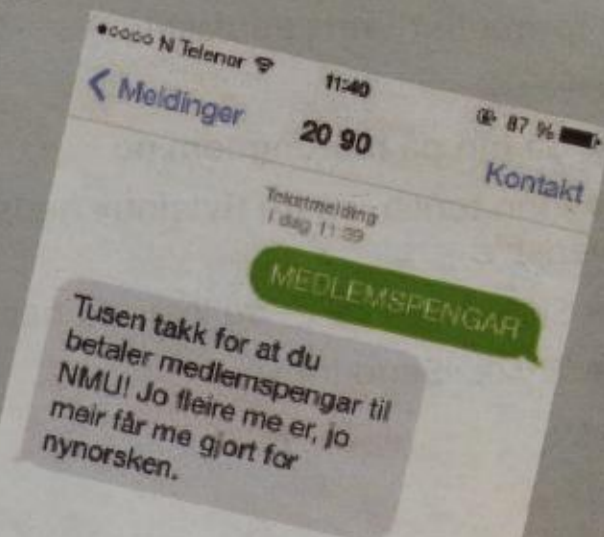 N Telenor 11:40 87 %
Meldinger 20 90 Kontakt
Tekstmelding
I dag 11:39
MEDLEMSPENGAR
Tusen takk for at du
betaler medlemspengar til
NMU! Jo fleire me er, jo
meir får me gjort for
nynorsken.